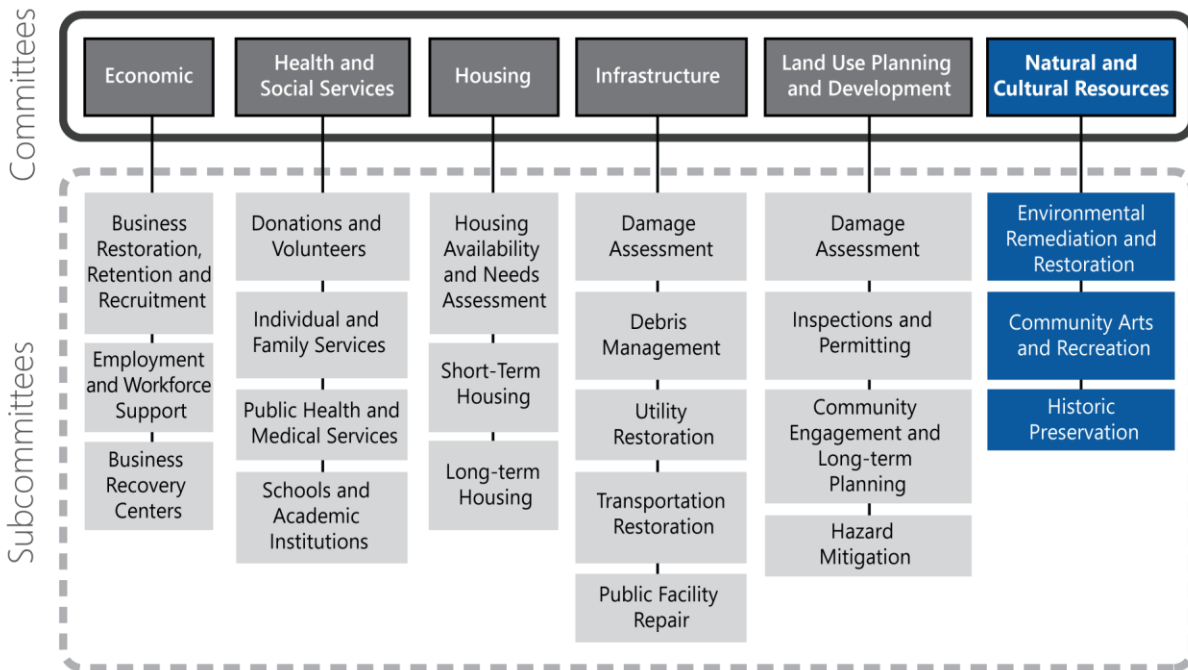 Committees
Economic
Health and
Social Services
Housing
Infrastructure
Land Use Planning
and Development
Natural and
Cultural Resources
Subcommittees
Business
Restoration,
Retention and
Recruitment
Employment
and Workforce
Support
Business
Recovery
Centers
Donations and
Volunteers
Individual and
Family Services
Public Health and
Medical Services
Schools and
Academic
Institutions
Housing
Availability
and Needs
Assessment
Short-Term
Housing
Long-term
Housing
Damage
Assessment
Debris
Management
Utility
Restoration
Transportation
Restoration
Public Facility
Repair
Damage
Assessment
Inspections and
Permitting
Community
Engagement and
Long-term
Planning
Hazard
Mitigation
Environmental
Remediation and
Restoration
Community Arts
and Recreation
Historic
Preservation